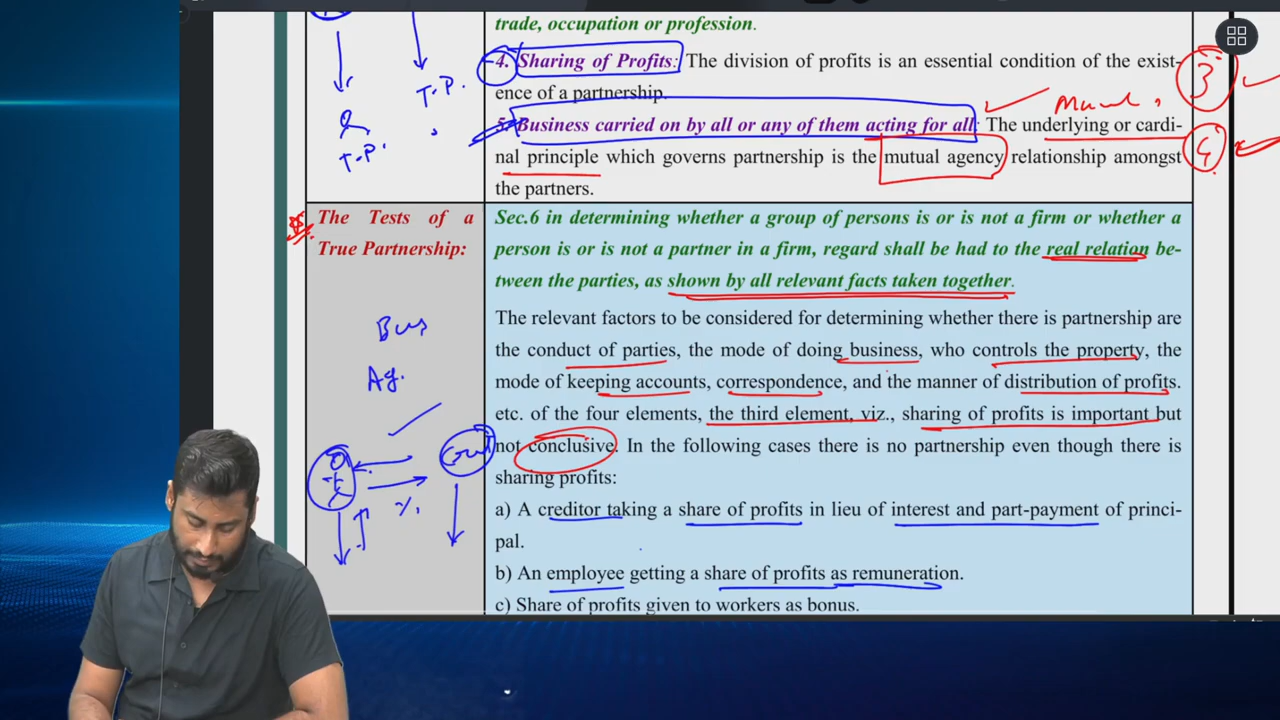 trade, occupation or profession.
4. Sharing of Profits: The division of profits is an essential condition of the exist-
ence of a partnership.
5. Business carried on by all or any of them acting for all: The underlying or cardi-
nal principle which governs partnership is the mutual agency relationship amongst
the partners.
3
4
T.P.
T.P.
The Tests of a
True Partnership:
Sec.6 in determining whether a group of persons is or is not a firm or whether a
person is or is not a partner in a firm, regard shall be had to the real relation be-
tween the parties, as shown by all relevant facts taken together.
The relevant factors to be considered for determining whether there is partnership are
the conduct of parties, the mode of doing business, who controls the property, the
mode of keeping accounts, correspondence, and the manner of distribution of profits.
etc. of the four elements, the third element, viz., sharing of profits is important but
not conclusive. In the following cases there is no partnership even though there is
sharing profits:
a) A creditor taking a share of profits in lieu of interest and part-payment of princi-
pal.
b) An employee getting a share of profits as remuneration.
c) Share of profits given to workers as bonus.
Bus
Ag.
%